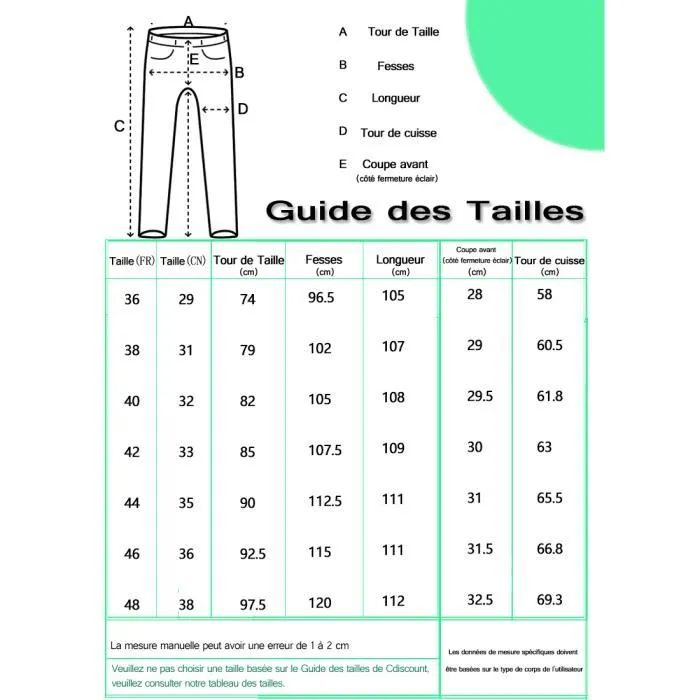 A
E
B
D
C
A Tour de Taille
B Fesses
C Longueur
D Tour de cuisse
E Coupe avant
(côté fermeture éclair)
Guide des Tailles
Taille(FR) Taille(CN) Tour de Taille (cm) Fesses (cm) Longueur (cm) Coupe avant (côté fermeture éclair) (cm) Tour de cuisse (cm)
36 29 74 96.5 105 28 58
38 31 79 102 107 29 60.5
40 32 82 105 108 29.5 61.8
42 33 85 107.5 109 30 63
44 35 90 112.5 111 31 65.5
46 36 92.5 115 111 31.5 66.8
48 38 97.5 120 112 32.5 69.3
La mesure manuelle peut avoir une erreur de 1 à 2 cm
Veuillez ne pas choisir une taille basée sur le Guide des tailles de Cdiscount,
veuillez consulter notre tableau des tailles.
Les données de mesure spécifiques doivent
être basées sur le type de corps de l'utilisateur